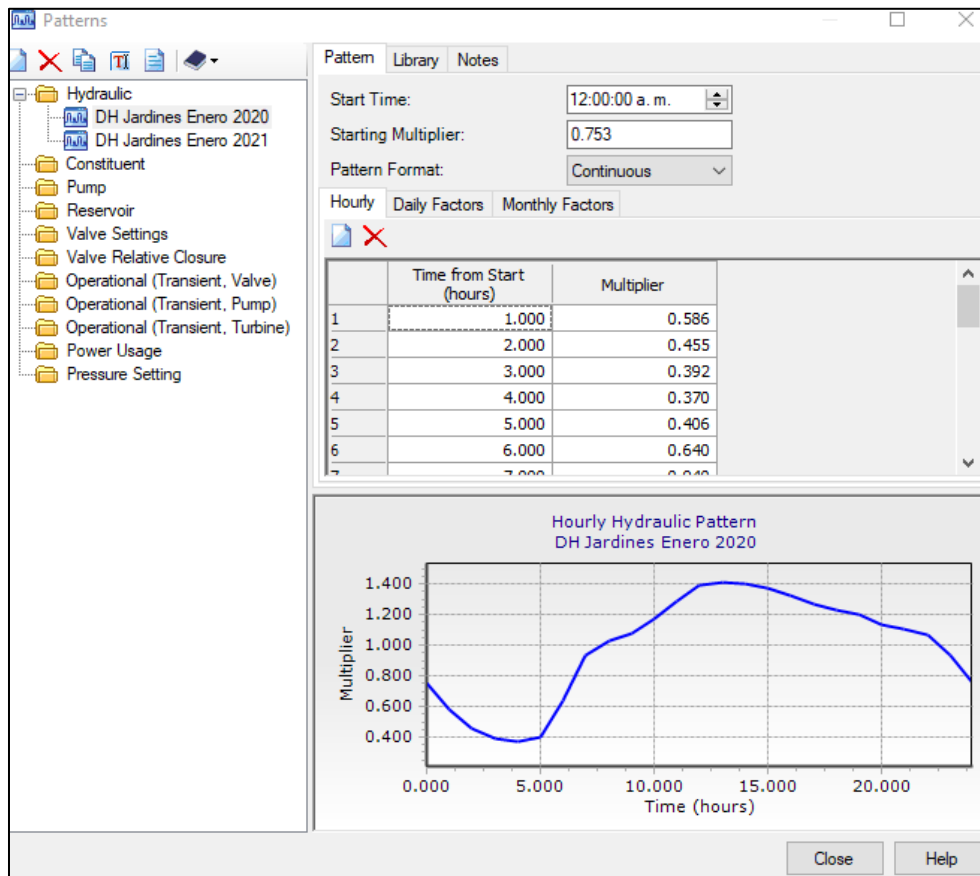 Patterns
Pattern Library Notes
Hydraulic
DH Jardines Enero 2020
DH Jardines Enero 2021
Constituent
Pump
Reservoir
Valve Settings
Valve Relative Closure
Operational (Transient, Valve)
Operational (Transient, Pump)
Operational (Transient, Turbine)
Power Usage
Pressure Setting
Start Time: 12:00:00 a. m.
Starting Multiplier: 0.753
Pattern Format: Continuous
Hourly Daily Factors Monthly Factors
Time from Start (hours) Multiplier
1 1.000 0.586
2 2.000 0.455
3 3.000 0.392
4 4.000 0.370
5 5.000 0.406
6 6.000 0.640
Hourly Hydraulic Pattern
DH Jardines Enero 2020
Multiplier
1.400
1.200
1.000
0.800
0.600
0.400
0.000 5.000 10.000 15.000 20.000
Time (hours)
Close Help